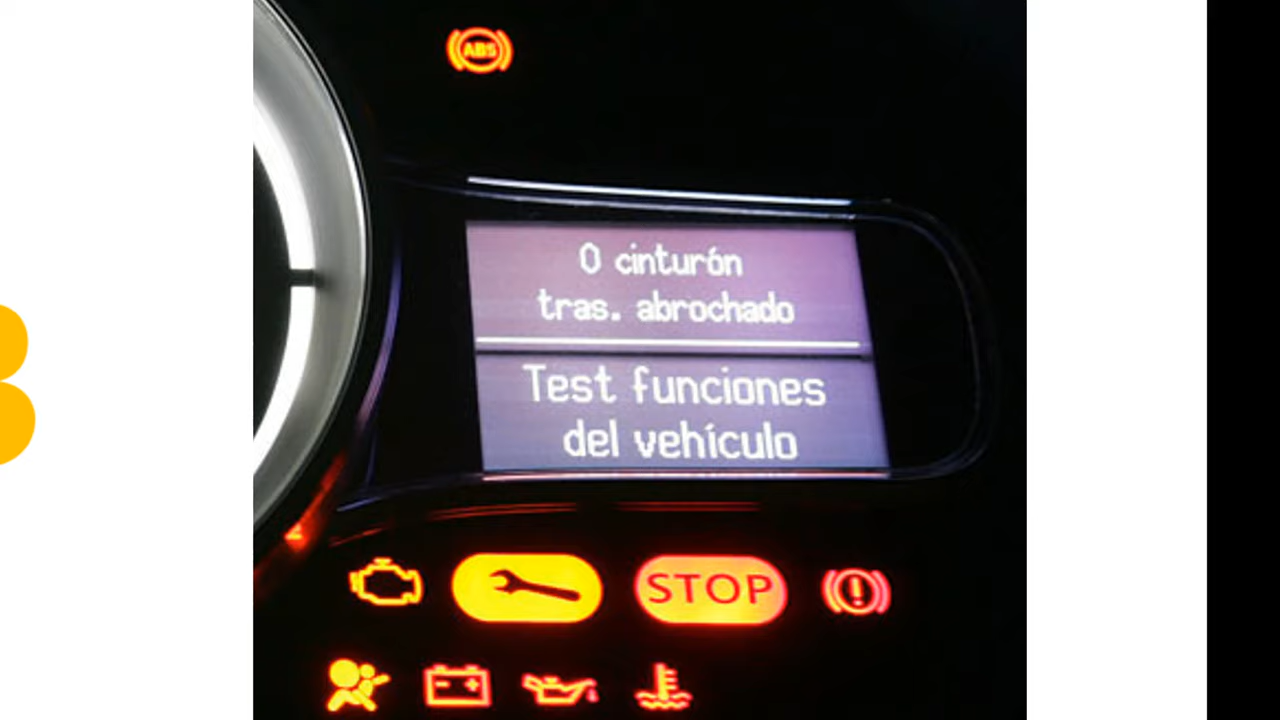 ABS
0 cinturón
tras. abrochado
Test funciones
del vehículo
STOP